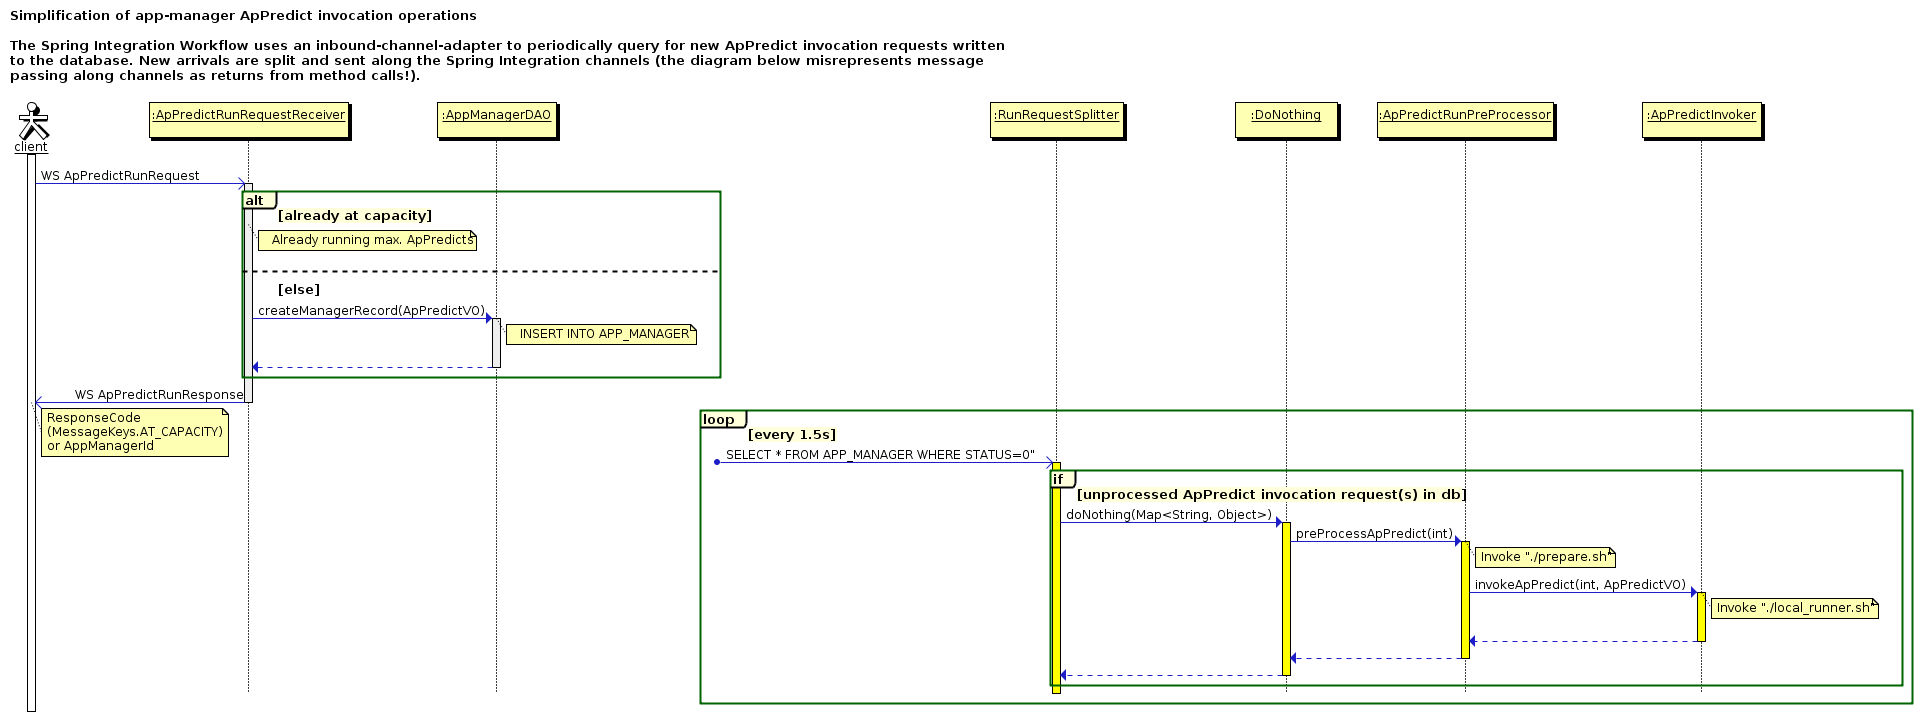 Simplification of app-manager ApPredict invocation operations
The Spring Integration Workflow uses an inbound-channel-adapter to periodically query for new ApPredict invocation requests written
to the database. New arrivals are split and sent along the Spring Integration channels (the diagram below misrepresents message
passing along channels as returns from method calls!).
client
:ApPredictRunRequestReceiver
:AppManagerDAO
:RunRequestSplitter
:DoNothing
:ApPredictRunPreProcessor
:ApPredictInvoker
WS ApPredictRunRequest
alt
[already at capacity]
Already running max. ApPredicts
[else]
createManagerRecord(ApPredictVO)
INSERT INTO APP_MANAGER
WS ApPredictRunResponse
ResponseCode
(MessageKeys.AT_CAPACITY)
or AppManagerId
loop
[every 1.5s]
SELECT * FROM APP_MANAGER WHERE STATUS=0"
if
[unprocessed ApPredict invocation request(s) in db]
doNothing(Map<String, Object>)
preProcessApPredict(int)
Invoke "./prepare.sh"
invokeApPredict(int, ApPredictVO)
Invoke "./local_runner.sh"